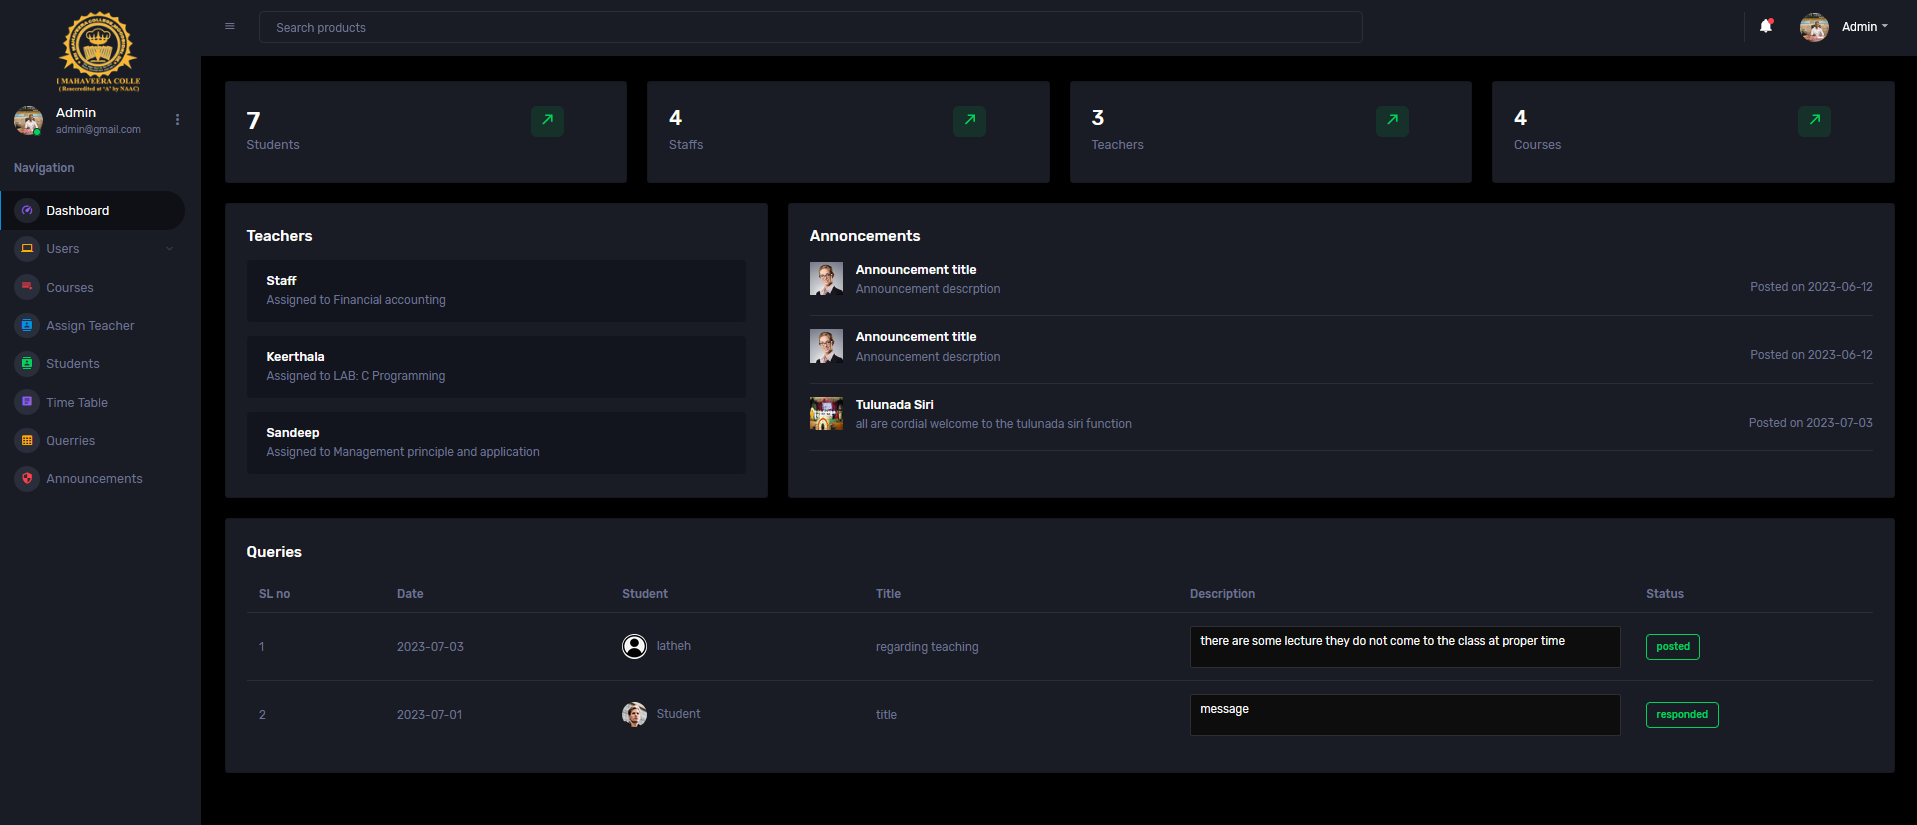 I MAHAVEERA COLLE
(Reaccredited at 'A' by NAAC)
Admin
admin@gmail.com
Navigation
Dashboard
Users
Courses
Assign Teacher
Students
Time Table
Querries
Announcements
Search products
Admin
7
Students
4
Staffs
3
Teachers
4
Courses
Teachers
Staff
Assigned to Financial accounting
Keerthala
Assigned to LAB: C Programming
Sandeep
Assigned to Management principle and application
Annoncements
Announcement title
Announcement descrption
Posted on 2023-06-12
Announcement title
Announcement descrption
Posted on 2023-06-12
Tulunada Siri
all are cordial welcome to the tulunada siri function
Posted on 2023-07-03
Queries
SL no Date Student Title Description Status
1 2023-07-03 latheh regarding teaching there are some lecture they do not come to the class at proper time posted
2 2023-07-01 Student title message responded